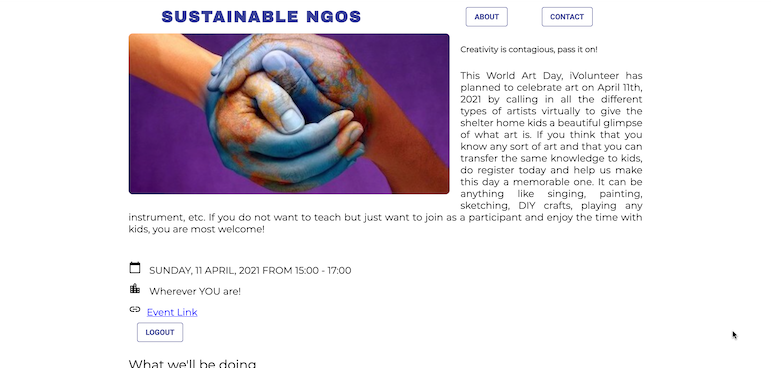 SUSTAINABLE NGOS
ABOUT
CONTACT
Creativity is contagious, pass it on!
This World Art Day, iVolunteer has
planned to celebrate art on April 11th,
2021 by calling in all the different
types of artists virtually to give the
shelter home kids a beautiful glimpse
of what art is. If you think that you
know any sort of art and that you can
transfer the same knowledge to kids,
do register today and help us make
this day a memorable one. It can be
anything like singing, painting,
sketching, DIY crafts, playing any
instrument, etc. If you do not want to teach but just want to join as a participant and enjoy the time with
kids, you are most welcome!
SUNDAY, 11 APRIL, 2021 FROM 15:00 - 17:00
Wherever YOU are!
Event Link
LOGOUT
What we'll be doing